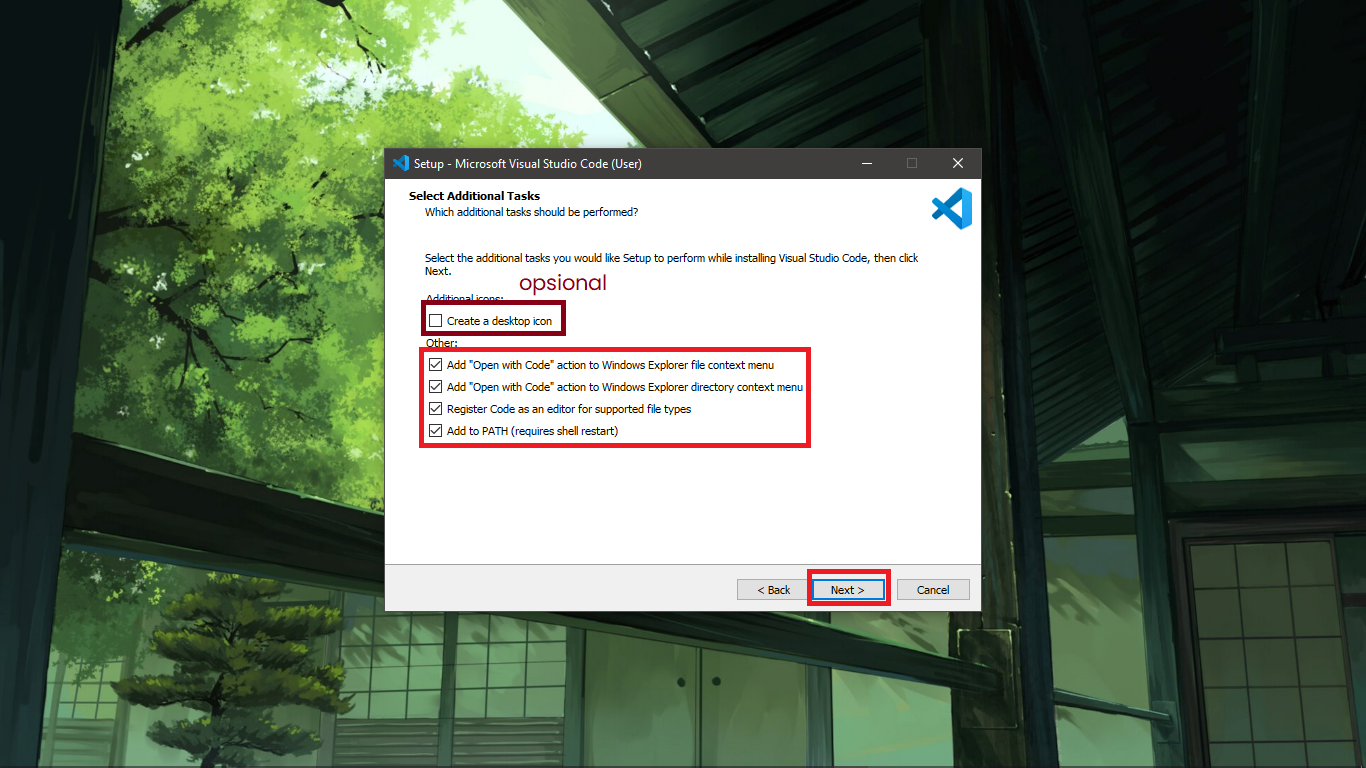 Setup - Microsoft Visual Studio Code (User)
Select Additional Tasks
Which additional tasks should be performed?
Select the additional tasks you would like Setup to perform while installing Visual Studio Code, then click
Next.
opsional
Additional icons:
Create a desktop icon
Other:
Add "Open with Code" action to Windows Explorer file context menu
Add "Open with Code" action to Windows Explorer directory context menu
Register Code as an editor for supported file types
Add to PATH (requires shell restart)
< Back
Next >
Cancel